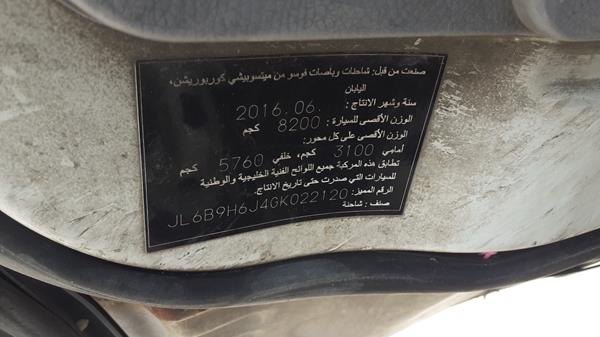 صنعت من قبل: شاحنات وباصات فوسو من ميتسوبيشي كوربوريشن،
اليابان
سنة وشهر الانتاج : 2016.06.
الوزن الأقصى للسيارة : 8200 كجم
الوزن الأقصى على كل محور:
أمامي 3100 كجم، خلفي 5760 كجم
تطابق هذه المركبة جميع اللوائح الفنية الخليجية والوطنية
للسيارات التي صدرت حتى تاريخ الانتاج.
الرقم المميز: JL6B9H6J4GK022120
صنف : شاحنة